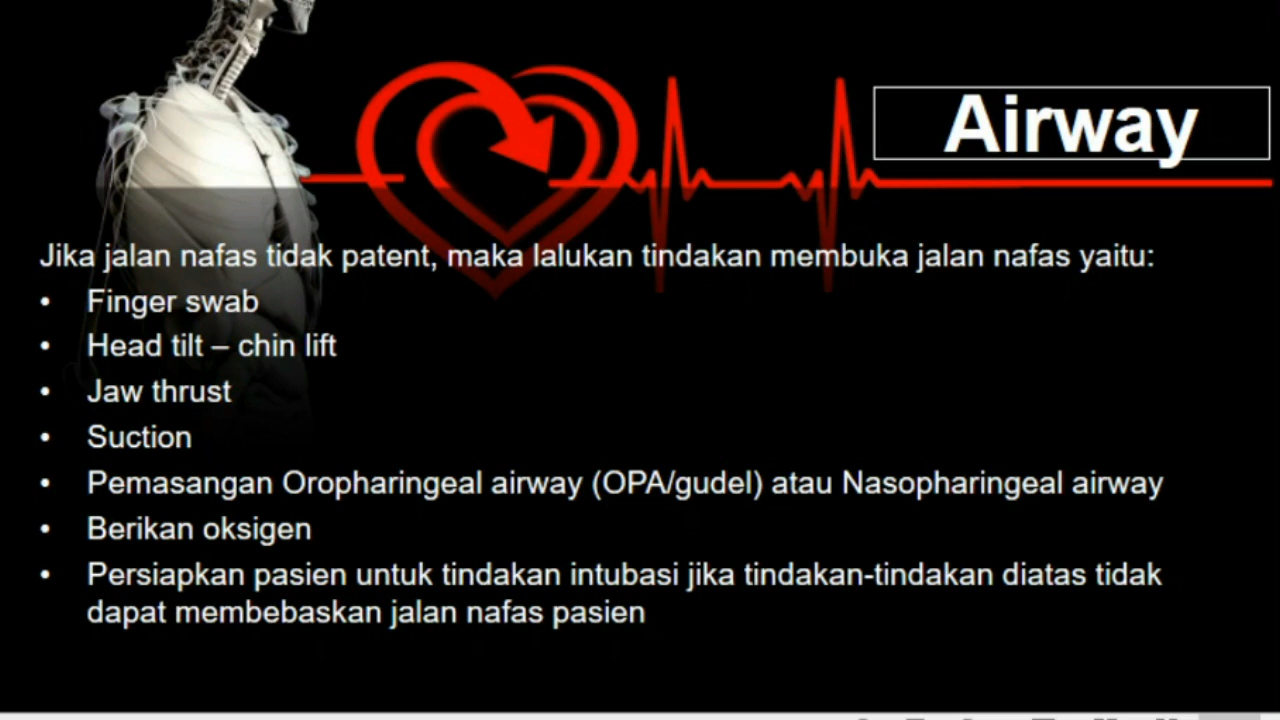 Airway
Jika jalan nafas tidak patent, maka lalukan tindakan membuka jalan nafas yaitu:
• Finger swab
• Head tilt – chin lift
• Jaw thrust
• Suction
• Pemasangan Oropharingeal airway (OPA/gudel) atau Nasopharingeal airway
• Berikan oksigen
• Persiapkan pasien untuk tindakan intubasi jika tindakan-tindakan diatas tidak
dapat membebaskan jalan nafas pasien